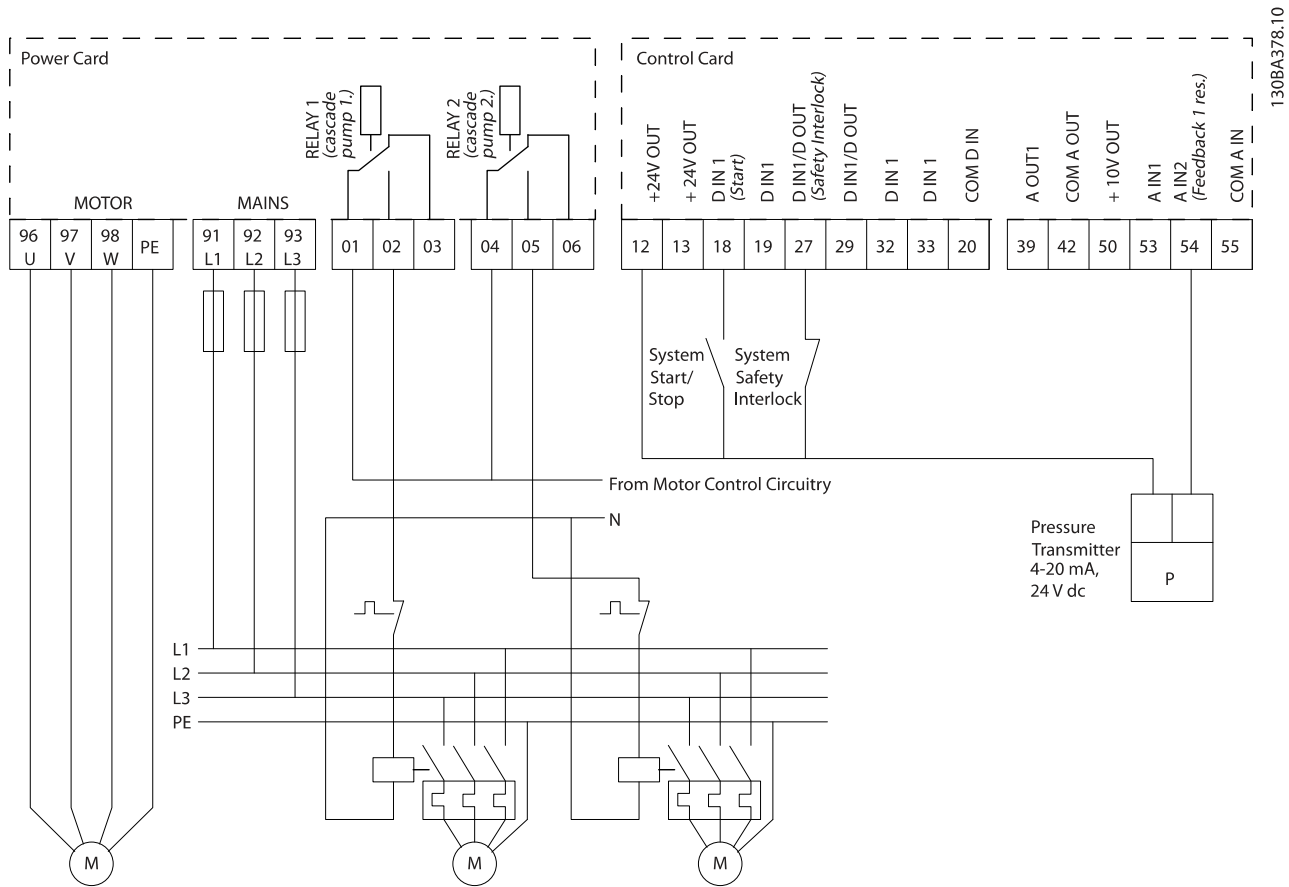 130BA378.10
Power Card
Control Card
RELAY 1
(cascade
pump 1.)
RELAY 2
(cascade
pump 2.)
+24V OUT
+ 24V OUT
D IN 1
(Start)
D IN1
D IN1/D OUT
(Safety Interlock)
D IN1/D OUT
D IN 1
D IN 1
COM D IN
A OUT1
COM A OUT
+ 10V OUT
A IN1
A IN2
(Feedback 1 res.)
COM A IN
MOTOR
MAINS
96 97 98 PE
U V W
91 92 93
L1 L2 L3
01 02 03
04 05 06
12 13 18 19 27 29 32 33 20
39 42 50 53 54 55
System
Start/
Stop
System
Safety
Interlock
From Motor Control Circuitry
N
Pressure
Transmitter
4-20 mA,
24 V dc
P
L1
L2
L3
PE
M
M
M